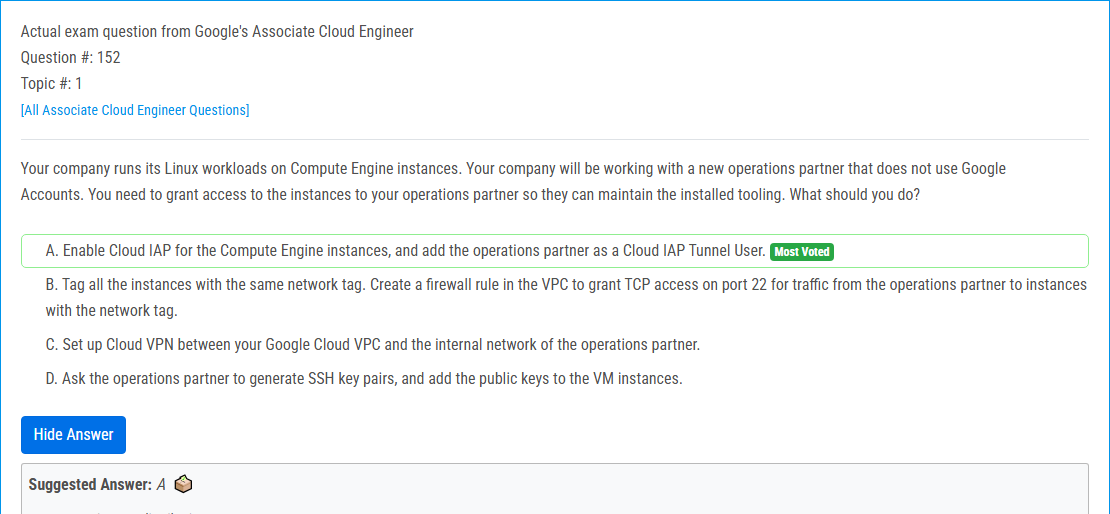 Actual exam question from Google's Associate Cloud Engineer
Question #: 152
Topic #: 1
[All Associate Cloud Engineer Questions]
Your company runs its Linux workloads on Compute Engine instances. Your company will be working with a new operations partner that does not use Google
Accounts. You need to grant access to the instances to your operations partner so they can maintain the installed tooling. What should you do?
A. Enable Cloud IAP for the Compute Engine instances, and add the operations partner as a Cloud IAP Tunnel User. Most Voted
B. Tag all the instances with the same network tag. Create a firewall rule in the VPC to grant TCP access on port 22 for traffic from the operations partner to instances
with the network tag.
C. Set up Cloud VPN between your Google Cloud VPC and the internal network of the operations partner.
D. Ask the operations partner to generate SSH key pairs, and add the public keys to the VM instances.
Hide Answer
Suggested Answer: A